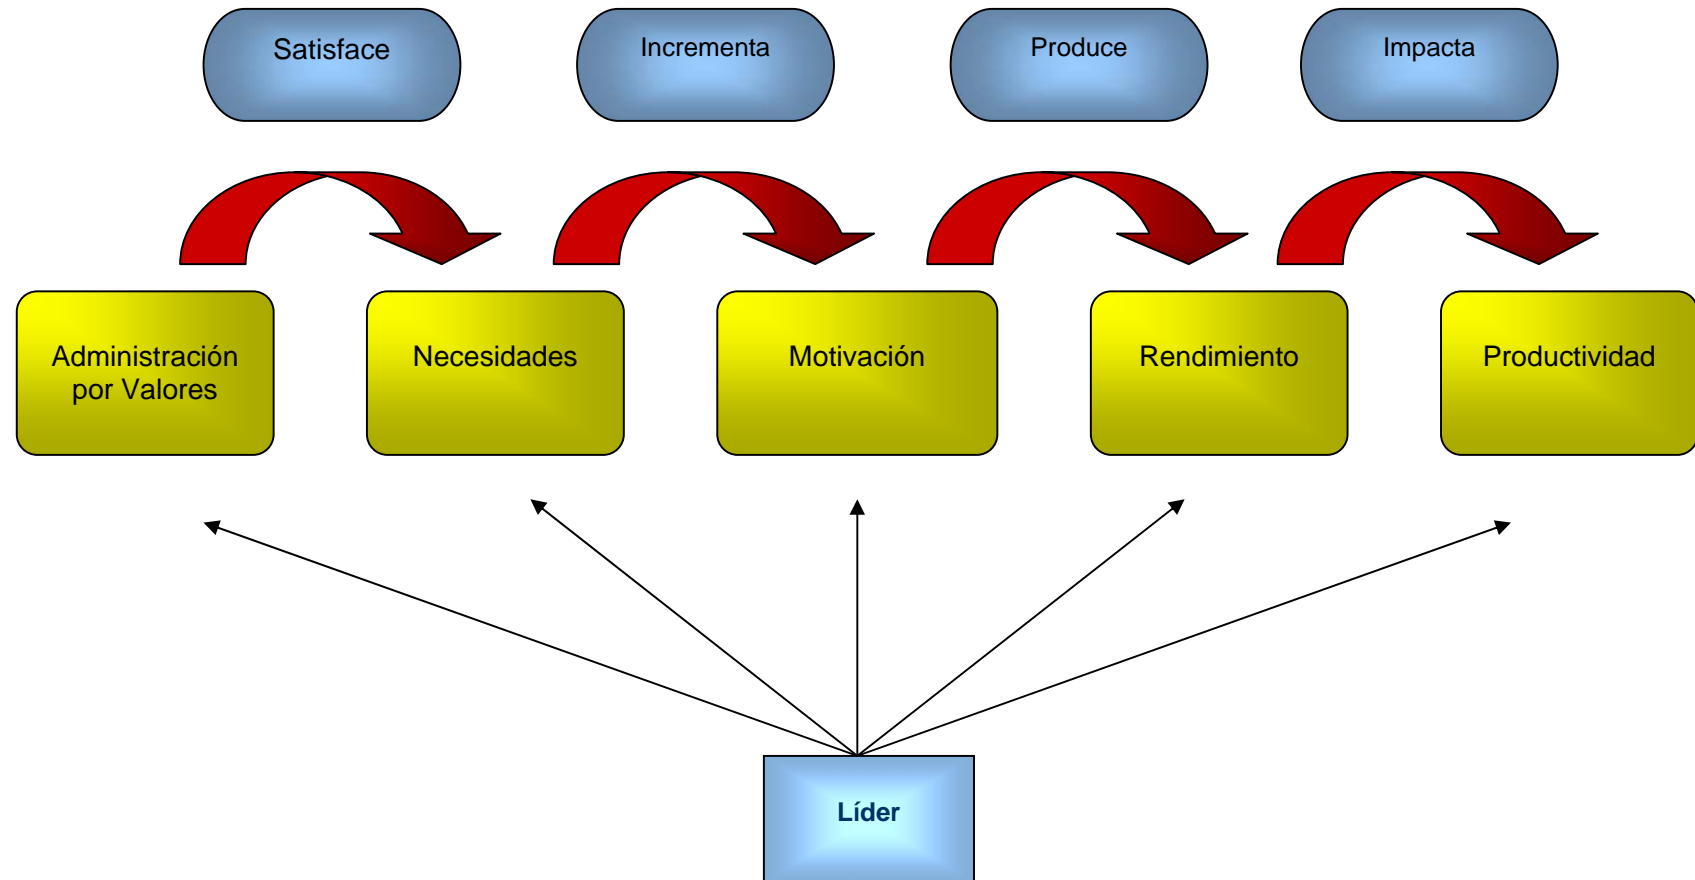 Satisface
Incrementa
Produce
Impacta
Administración
por Valores
Necesidades
Motivación
Rendimiento
Productividad
Líder